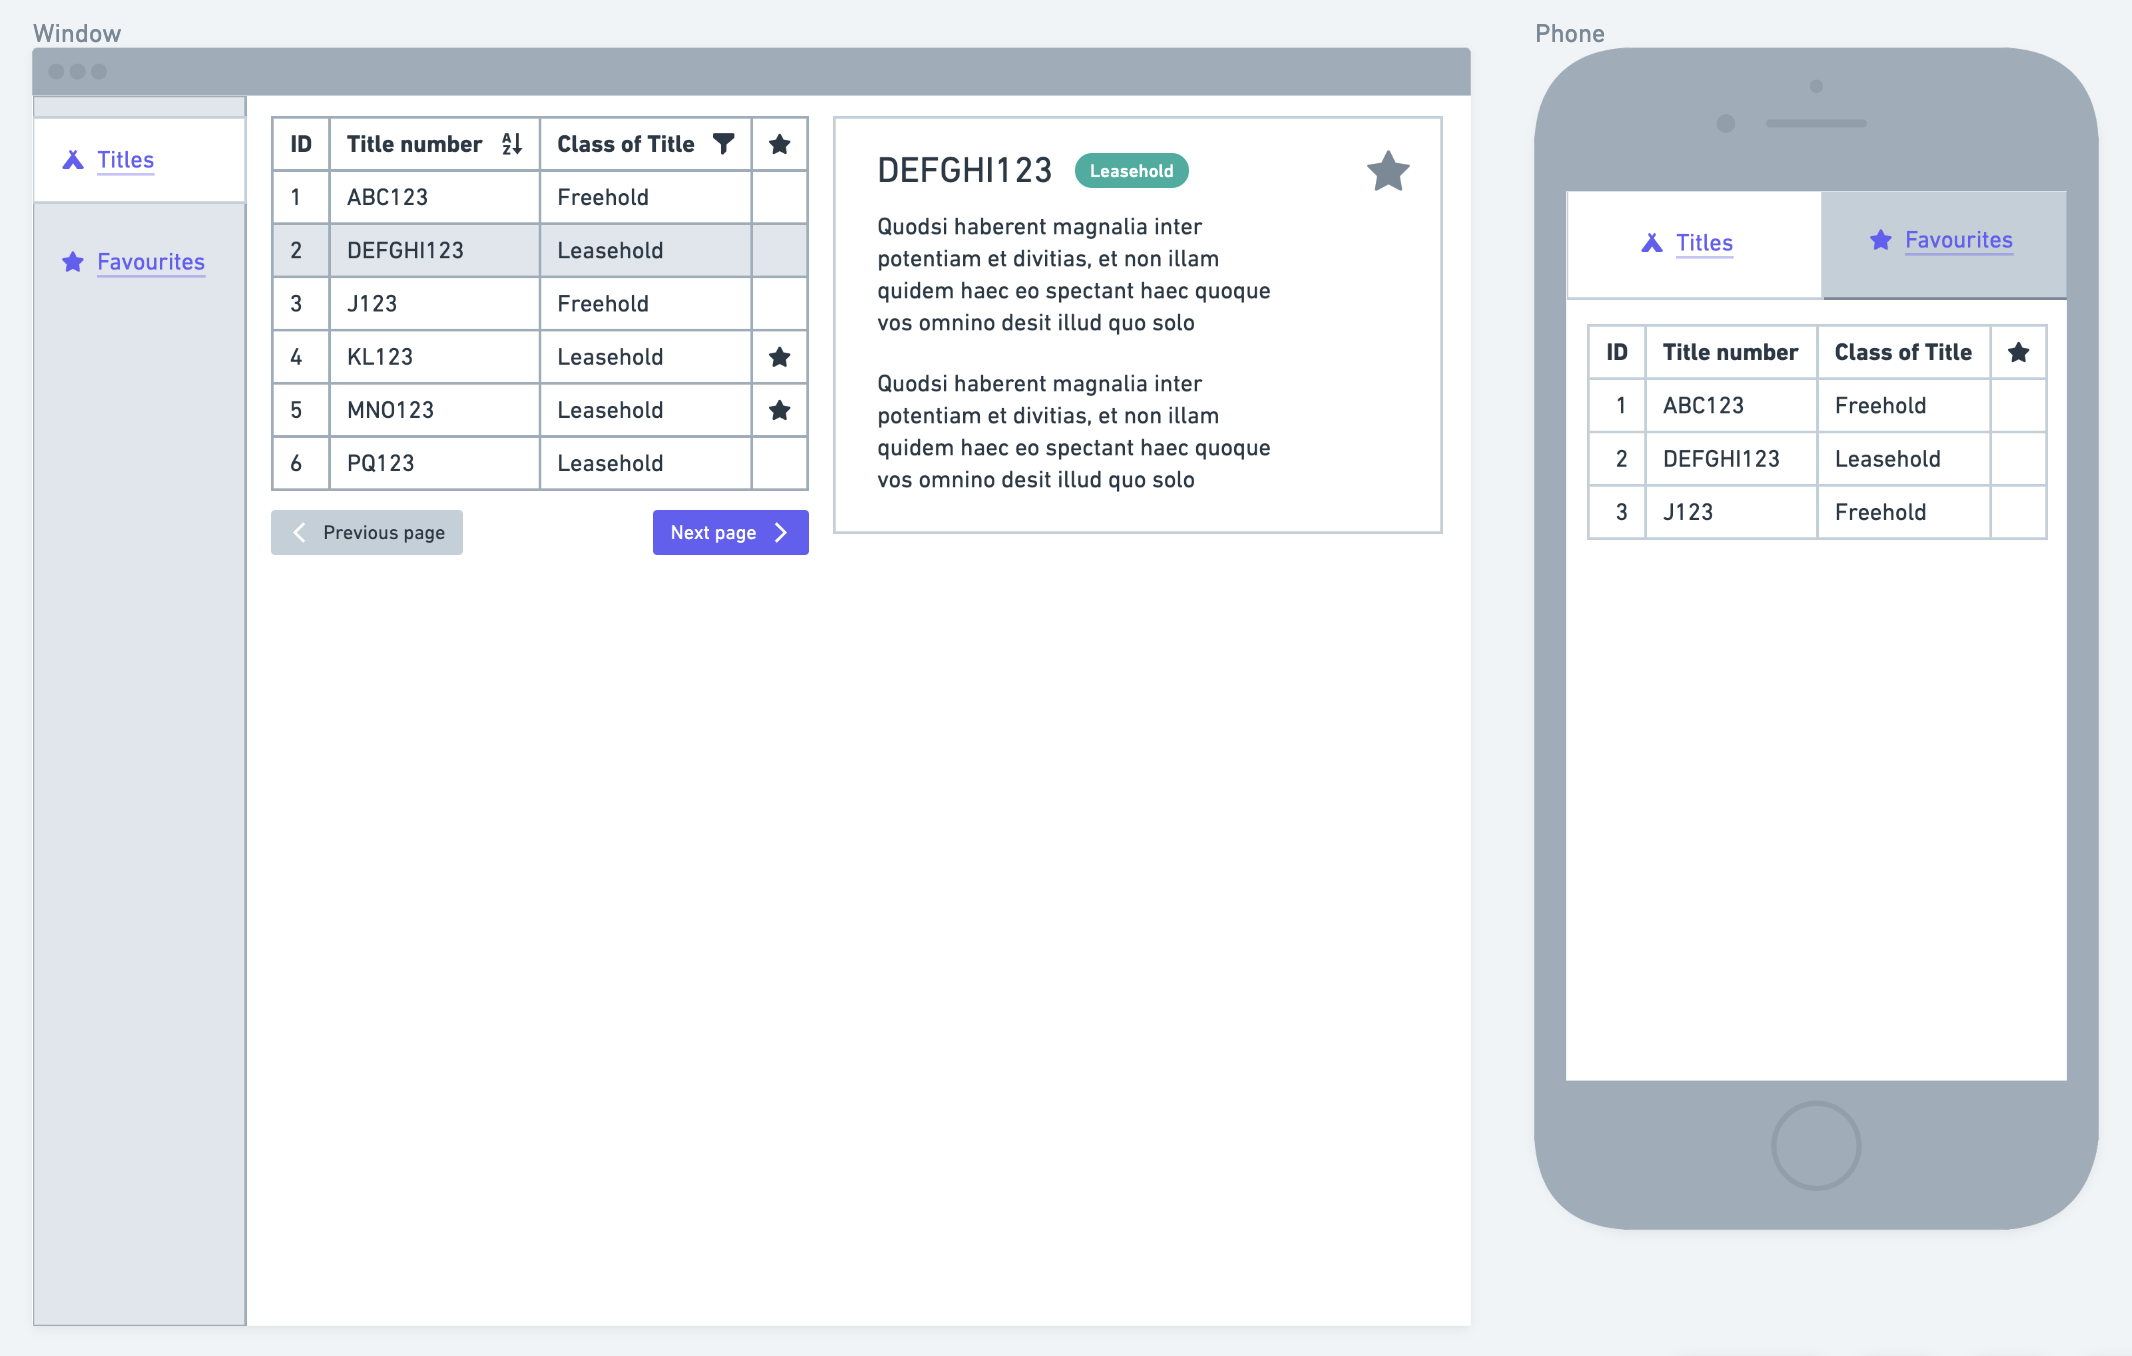 Window
Titles
Favourites
ID Title number Class of Title
1 ABC123 Freehold
2 DEFGHI123 Leasehold
3 J123 Freehold
4 KL123 Leasehold
5 MNO123 Leasehold
6 PQ123 Leasehold
Previous page
Next page
DEFGHI123 Leasehold
Quodsi haberent magnalia inter
potentiam et divitias, et non illam
quidem haec eo spectant haec quoque
vos omnino desit illud quo solo
Quodsi haberent magnalia inter
potentiam et divitias, et non illam
quidem haec eo spectant haec quoque
vos omnino desit illud quo solo
Phone
Titles
Favourites
ID Title number Class of Title
1 ABC123 Freehold
2 DEFGHI123 Leasehold
3 J123 Freehold